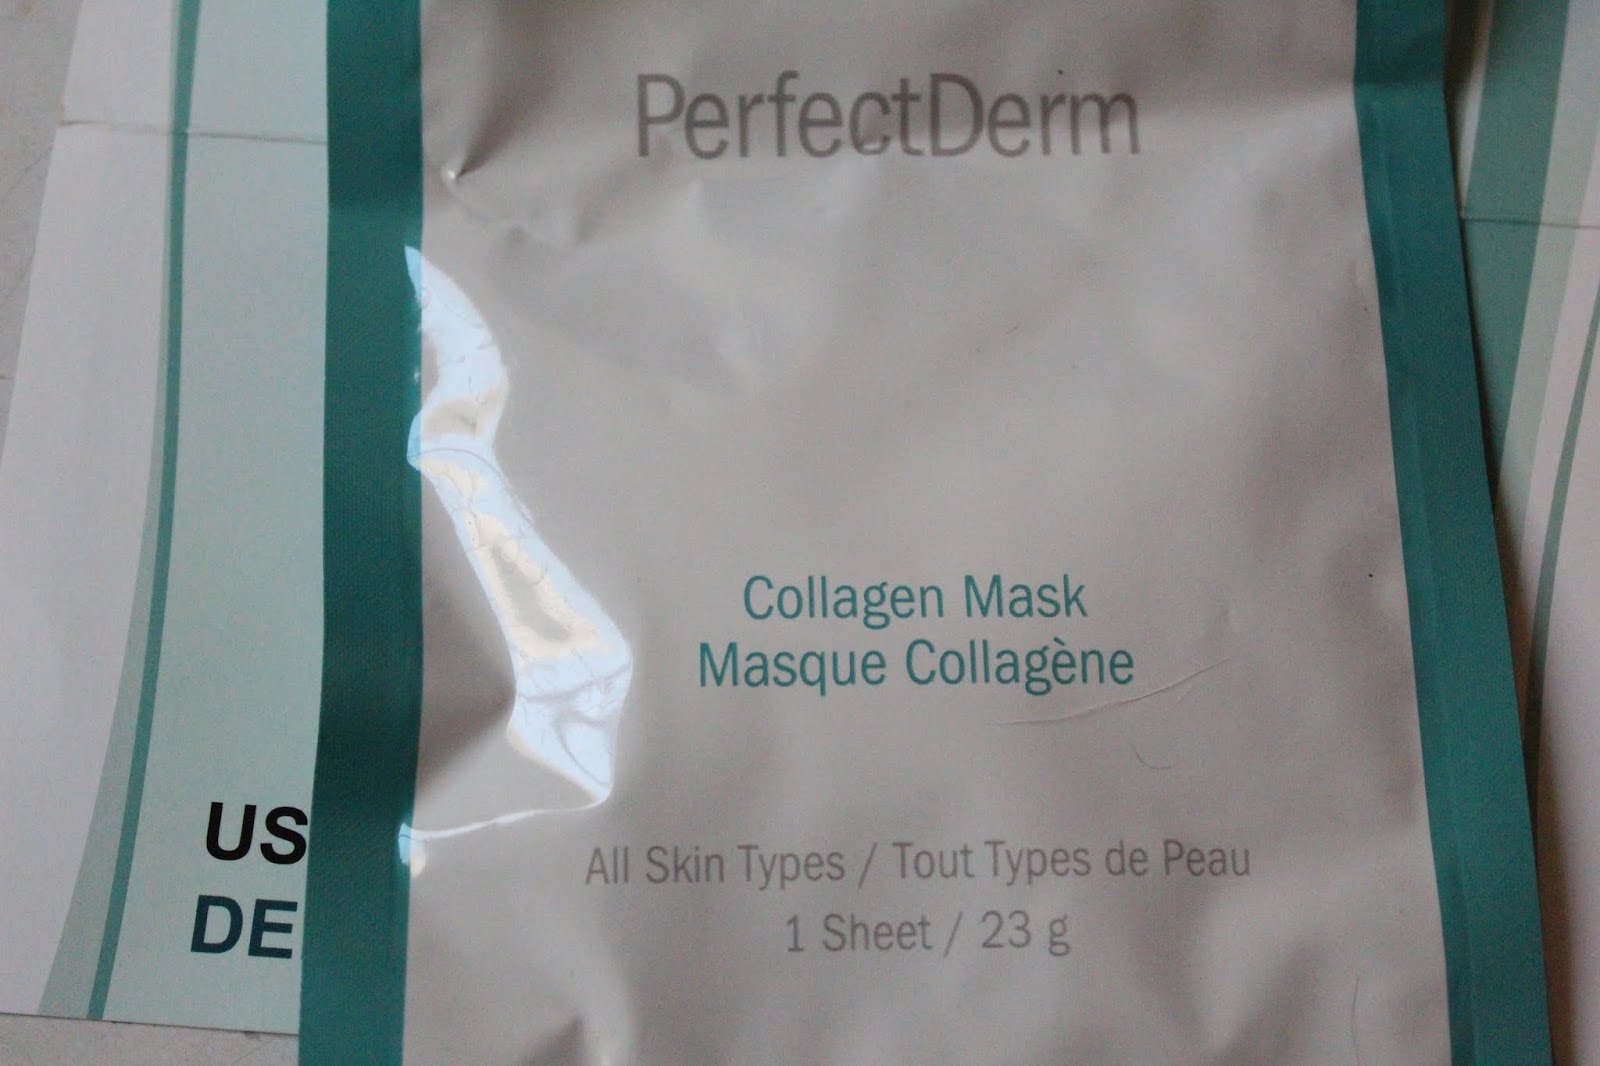 PerfectDerm
Collagen Mask
Masque Collagène
All Skin Types / Tout Types de Peau
1 Sheet / 23 g
US
DE